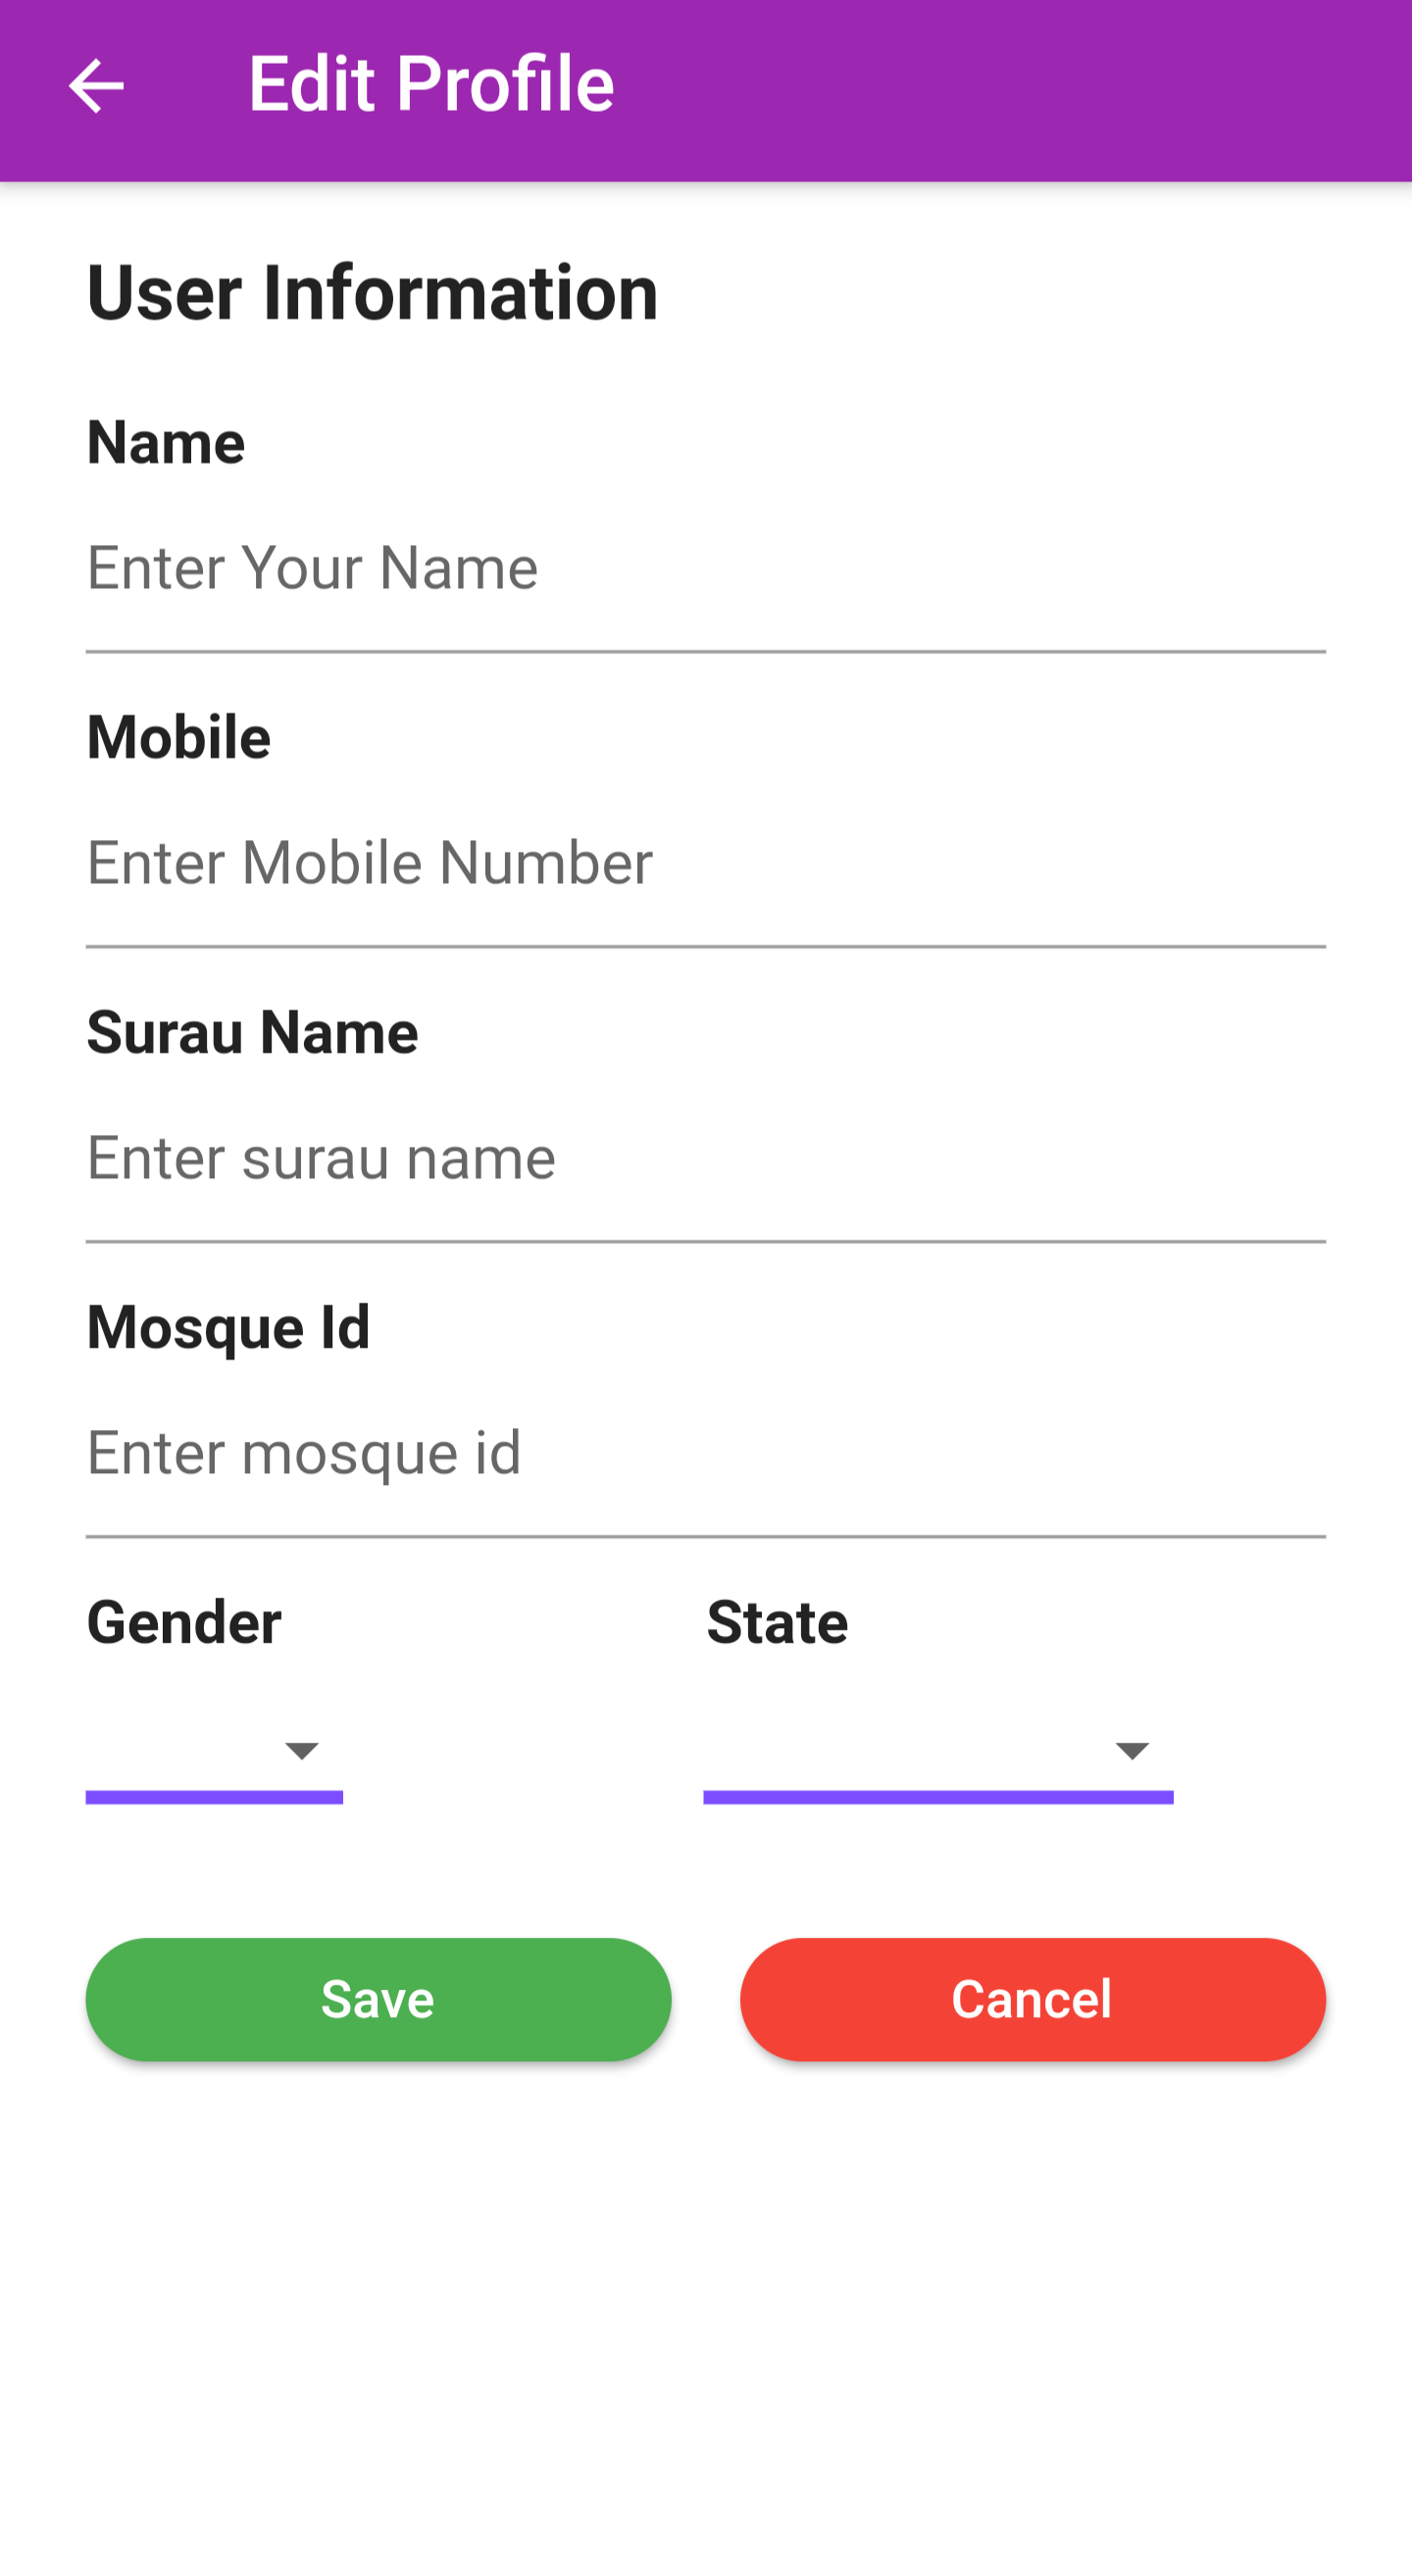 Edit Profile
User Information
Name
Enter Your Name
Mobile
Enter Mobile Number
Surau Name
Enter surau name
Mosque Id
Enter mosque id
Gender State
Save Cancel